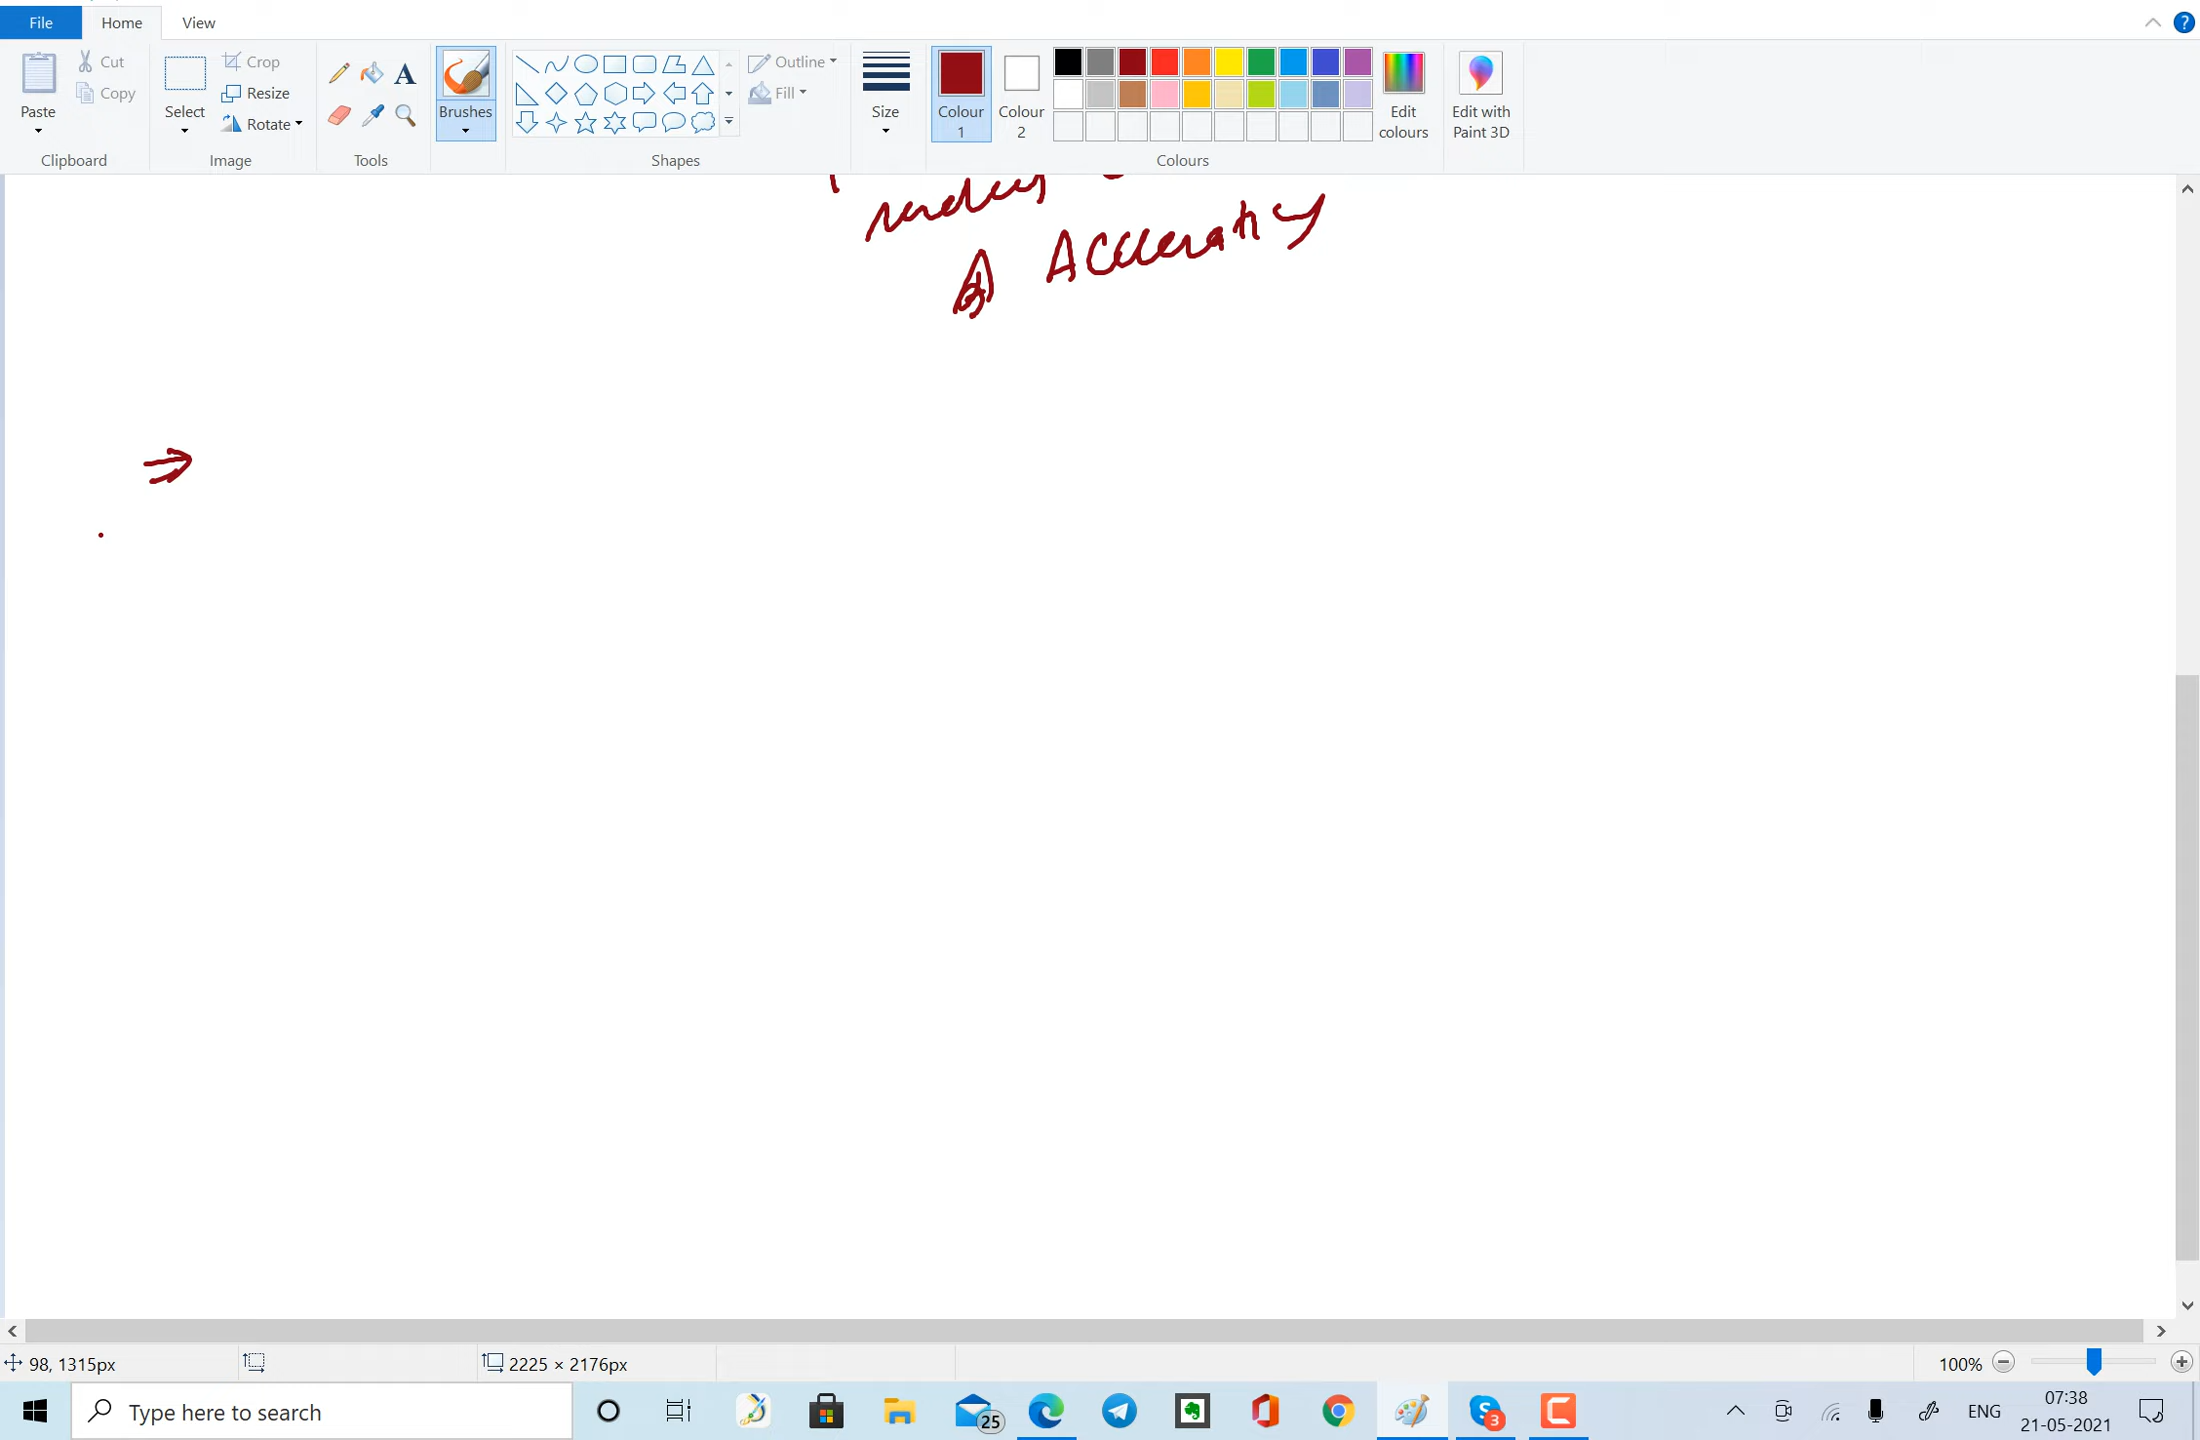 File Home View
Paste Cut Copy Clipboard
Select Crop Resize Rotate Image
Tools
Brushes
Outline Fill Shapes
Size
Colour 1 Colour 2 Edit colours Colours
Edit with Paint 3D
⇒
98, 1315px 2225 × 2176px 100%
Type here to search 25 3 ENG 07:38
21-05-2021